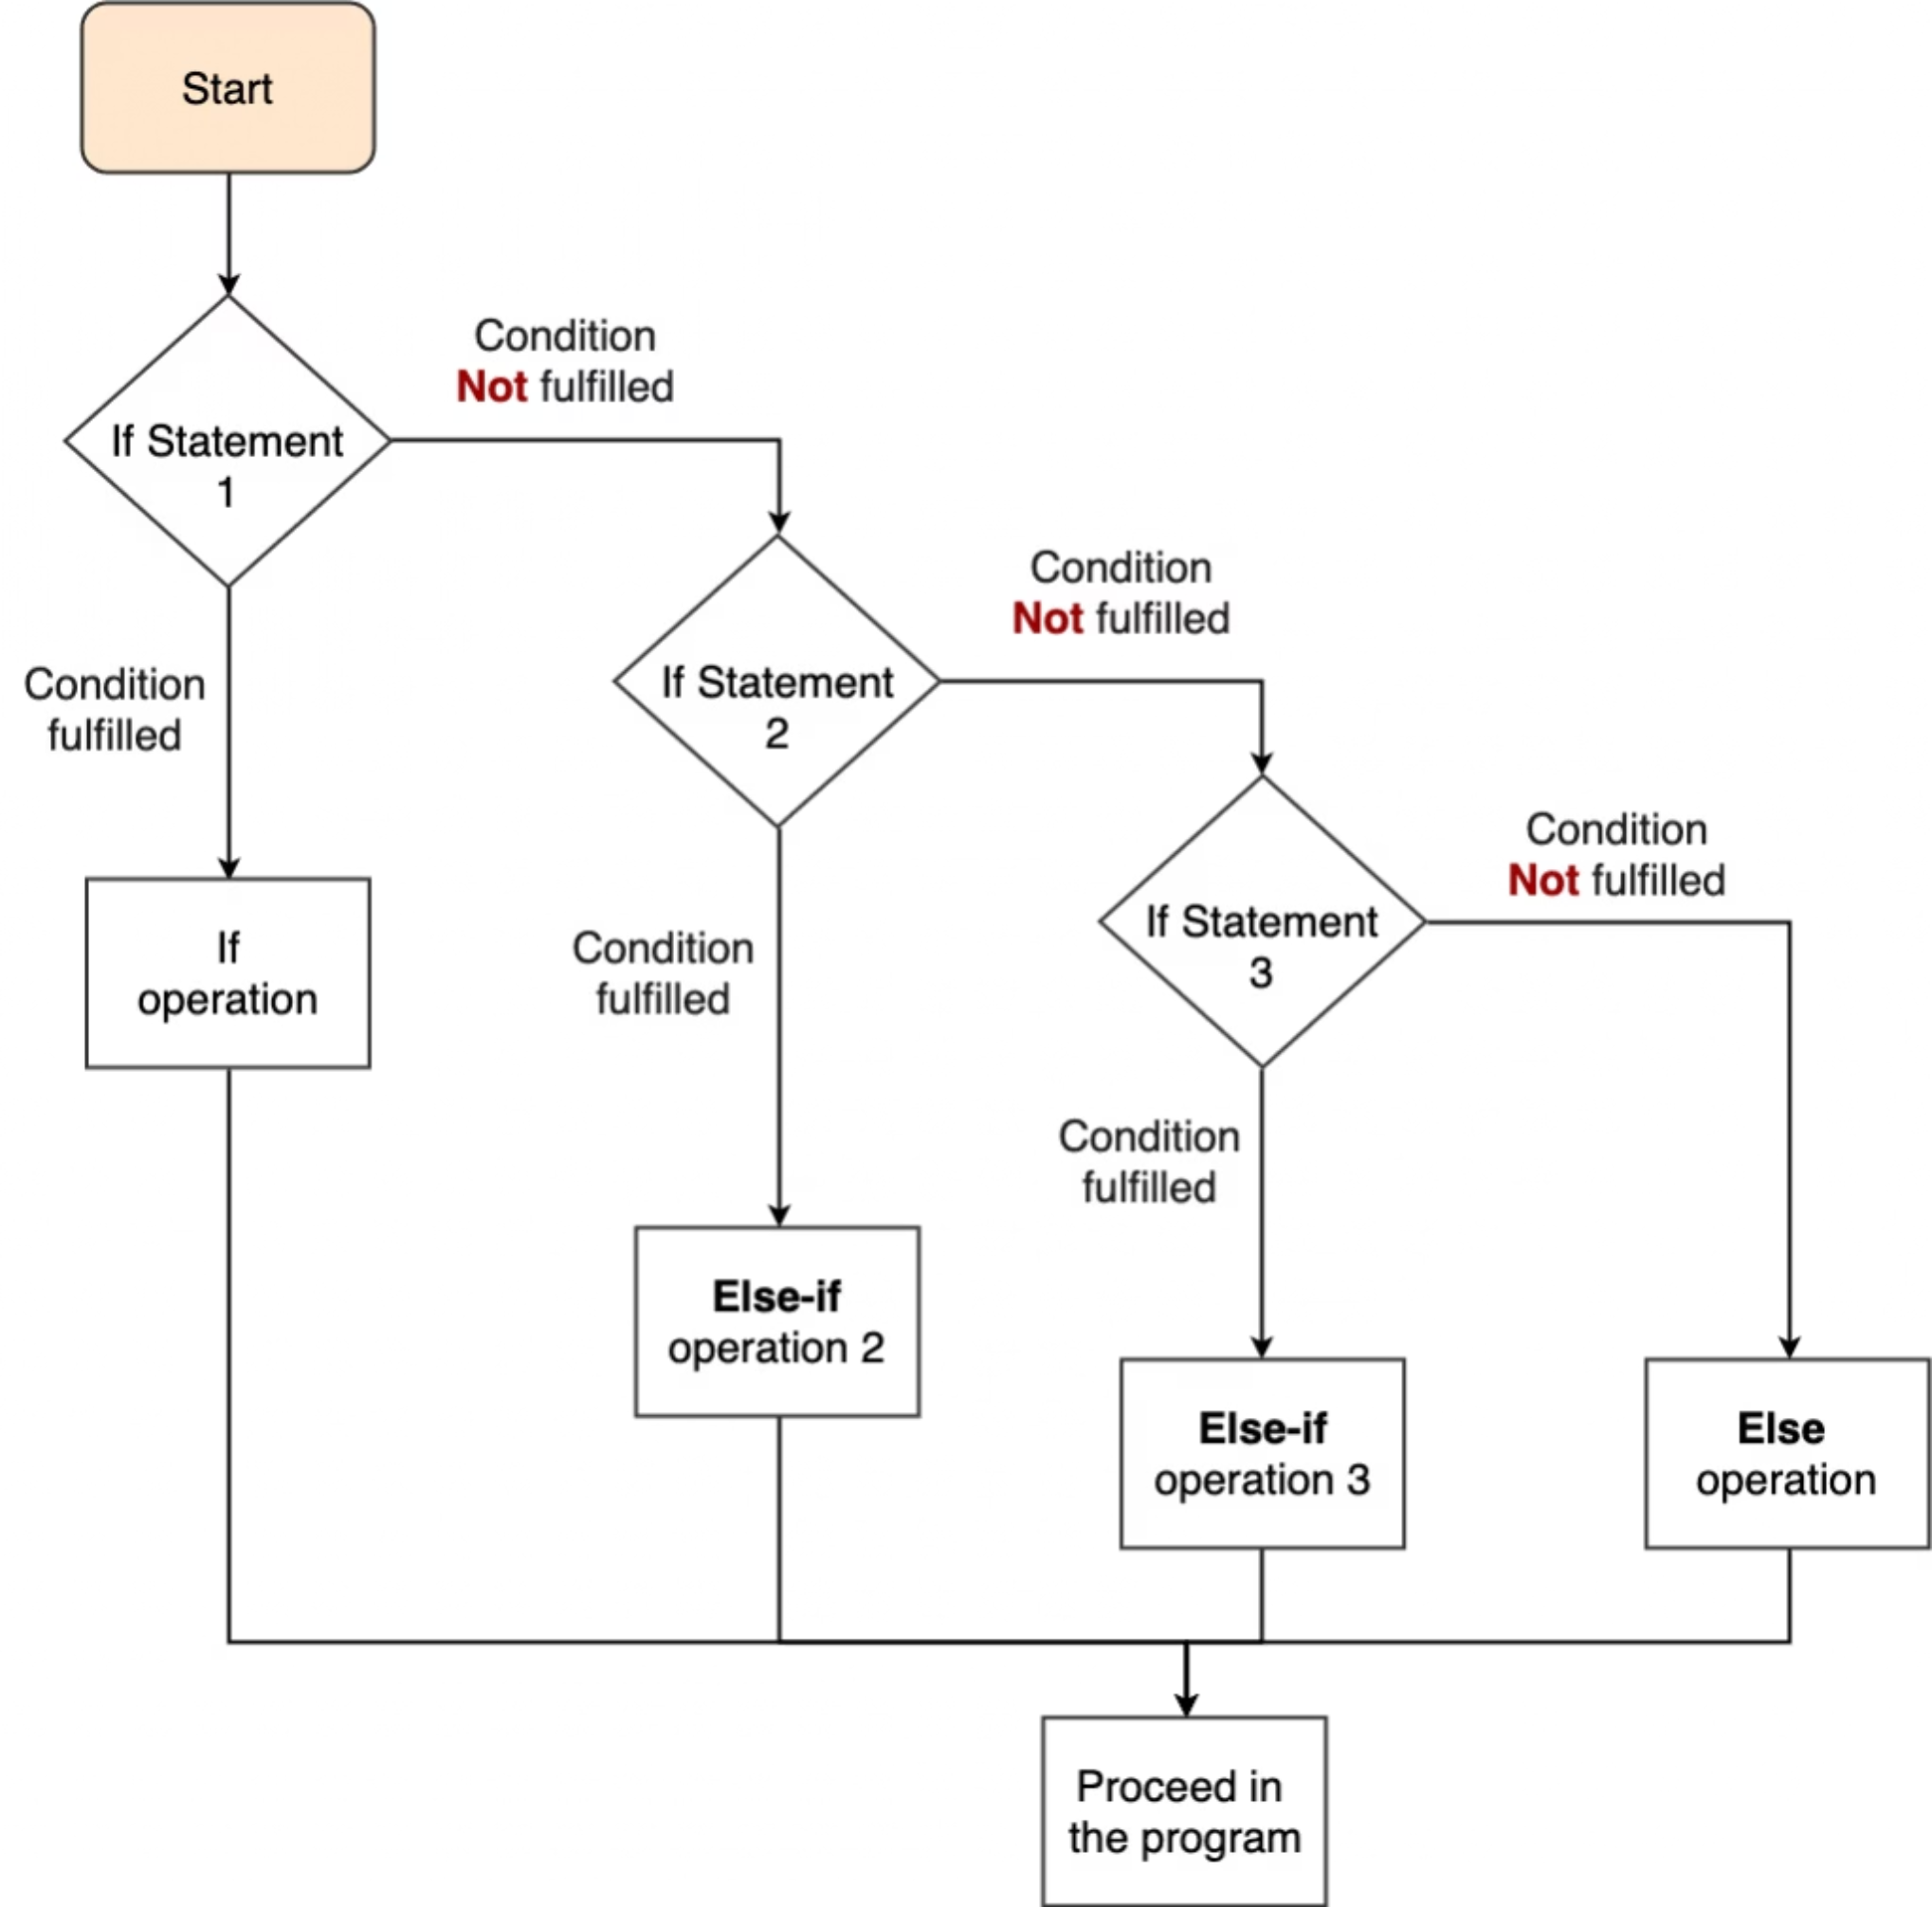 Start
Condition
Not fulfilled
If Statement
1
Condition
Not fulfilled
Condition
fulfilled
If Statement
2
Condition
Not fulfilled
If Statement
3
If
operation
Condition
fulfilled
Condition
fulfilled
Else-if
operation 2
Else-if
operation 3
Else
operation
Proceed in
the program